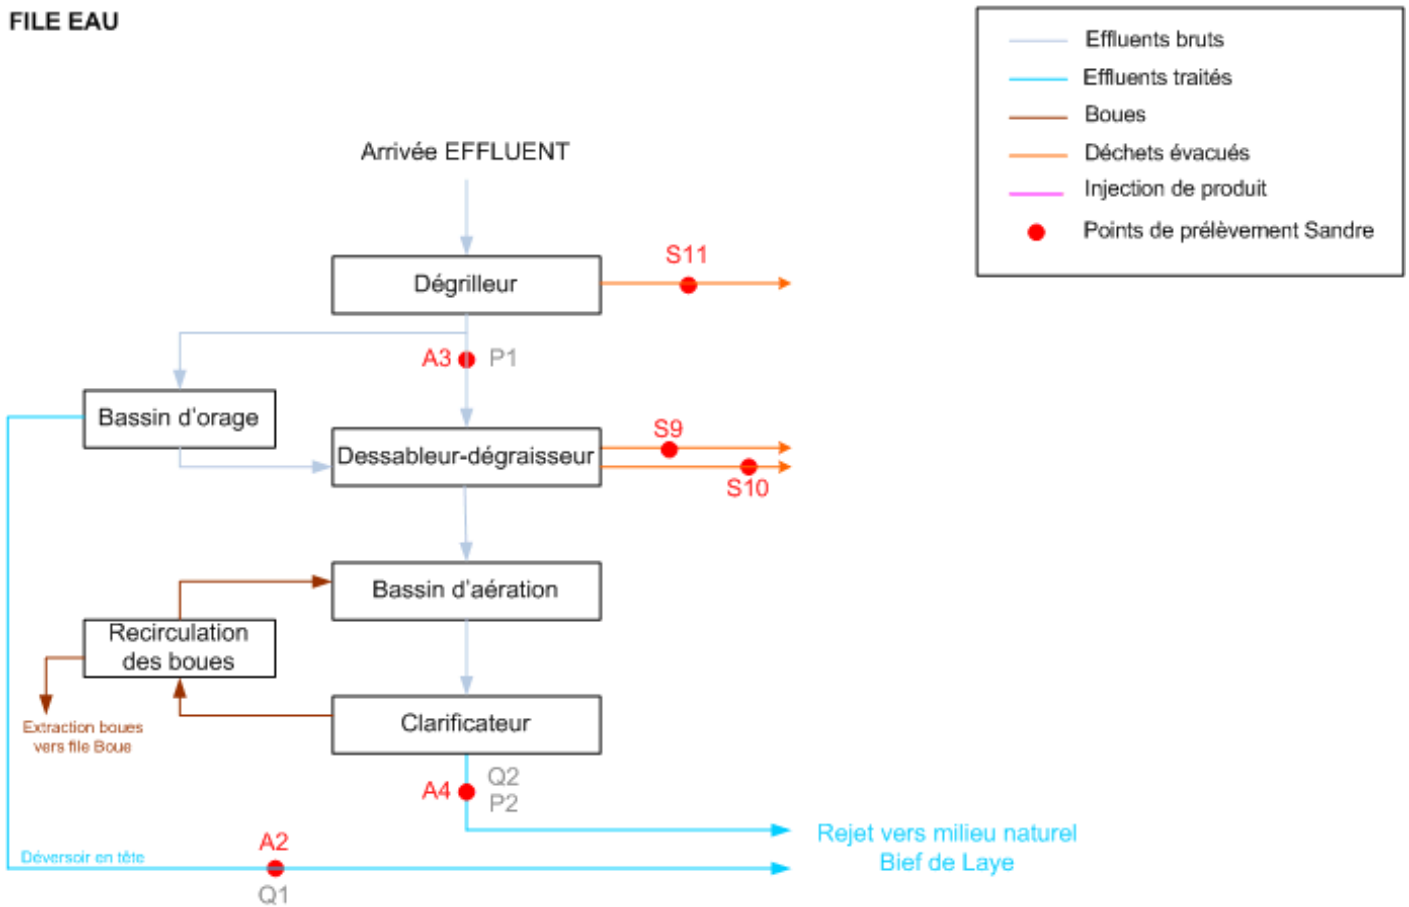 FILE EAU
Effluents bruts
Effluents traités
Boues
Déchets évacués
Injection de produit
Points de prélèvement Sandre
Arrivée EFFLUENT
Dégrilleur
S11
A3
P1
Bassin d'orage
Dessableur-dégraisseur
S9
S10
Bassin d'aération
Recirculation
des boues
Extraction boues
vers file Boue
Clarificateur
A4
Q2
P2
Rejet vers milieu naturel
Bief de Laye
Déversoir en tête
A2
Q1